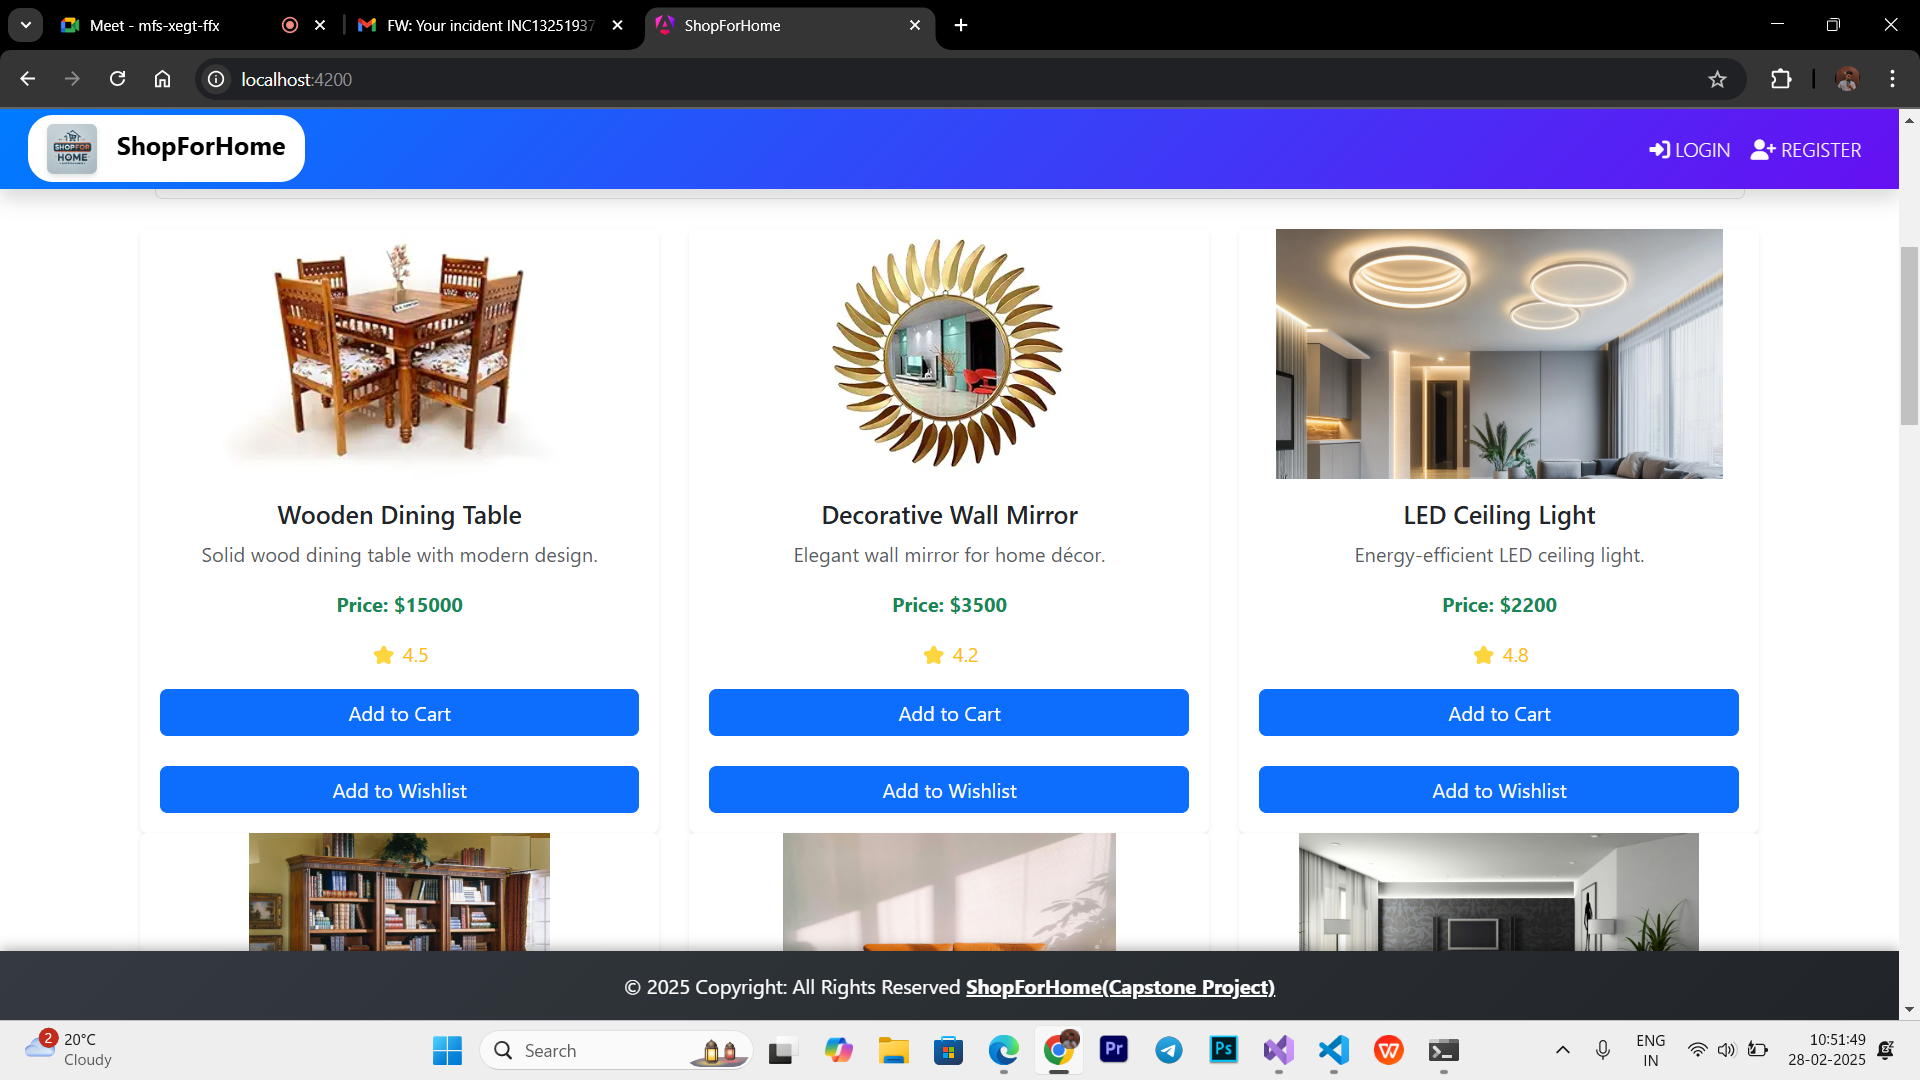 Meet - mfs-xegt-ffx
FW: Your incident INC13251937
ShopForHome
localhost:4200
SHOPFOR
HOME
ShopForHome
LOGIN
REGISTER
Wooden Dining Table
Solid wood dining table with modern design.
Price: $15000
4.5
Add to Cart
Add to Wishlist
Decorative Wall Mirror
Elegant wall mirror for home décor.
Price: $3500
4.2
Add to Cart
Add to Wishlist
LED Ceiling Light
Energy-efficient LED ceiling light.
Price: $2200
4.8
Add to Cart
Add to Wishlist
© 2025 Copyright: All Rights Reserved ShopForHome(Capstone Project)
2
20°C
Cloudy
Search
Pr
Ps
ENG
IN
10:51:49
28-02-2025